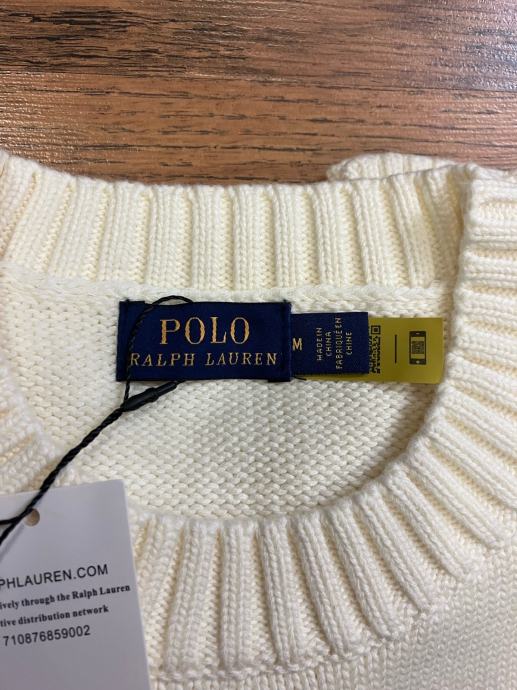 POLO
RALPH LAUREN
M
MADE IN
CHINA
FABRIQUÉ EN
CHINE
PHLAUREN.COM
ively through the Ralph Lauren
tive distribution network
710876859002